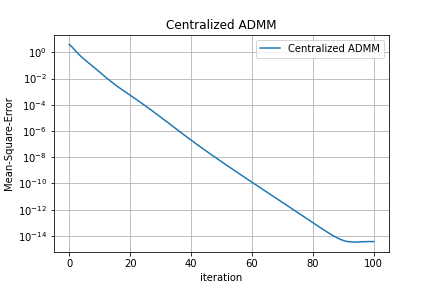 Centralized ADMM
Centralized ADMM
Mean-Square-Error
10⁰
10⁻²
10⁻⁴
10⁻⁶
10⁻⁸
10⁻¹⁰
10⁻¹²
10⁻¹⁴
0 20 40 60 80 100
iteration